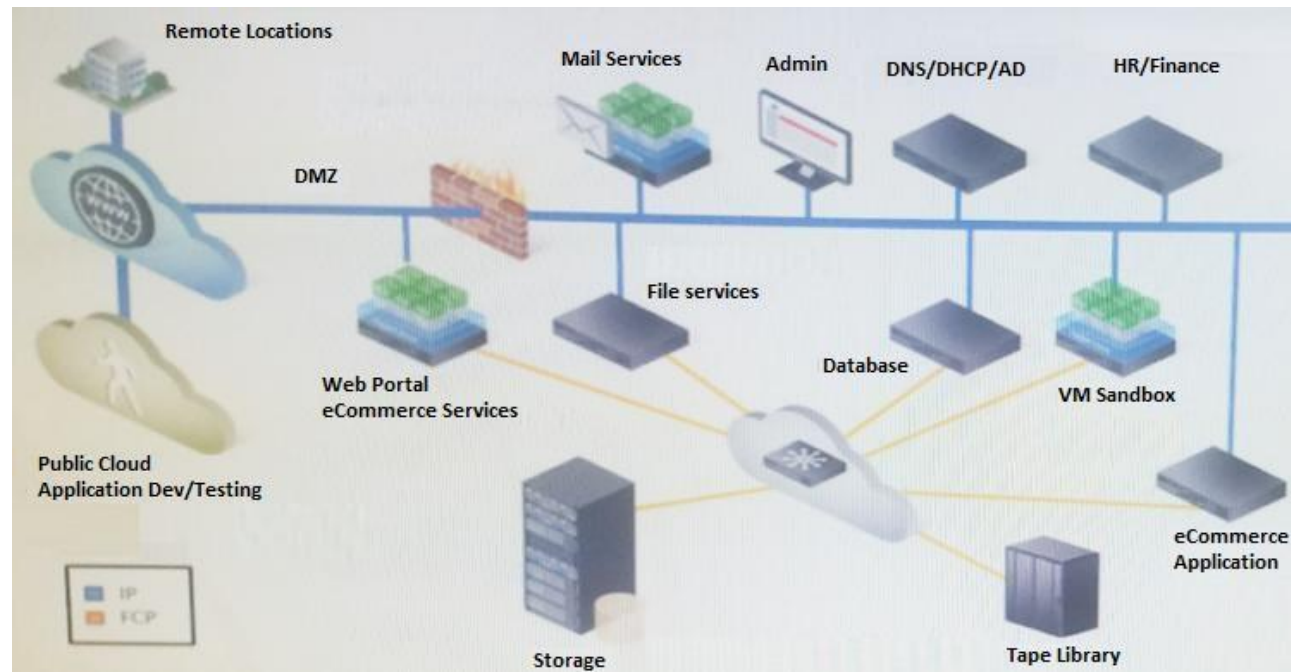 Remote Locations
Mail Services
Admin
DNS/DHCP/AD
HR/Finance
DMZ
WWW
File services
Database
VM Sandbox
Web Portal
eCommerce Services
Public Cloud
Application Dev/Testing
eCommerce
Application
IP
FCP
Storage
Tape Library